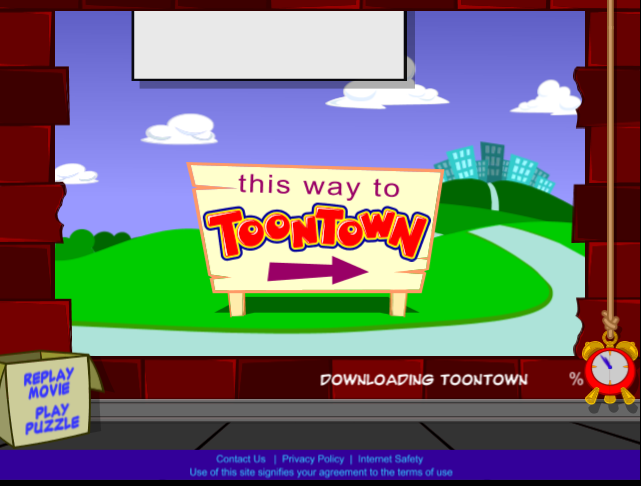 this way to
TOONTOWN
DOWNLOADING TOONTOWN %
REPLAY
MOVIE
PLAY
PUZZLE
Contact Us | Privacy Policy | Internet Safety
Use of this site signifies your agreement to the terms of use